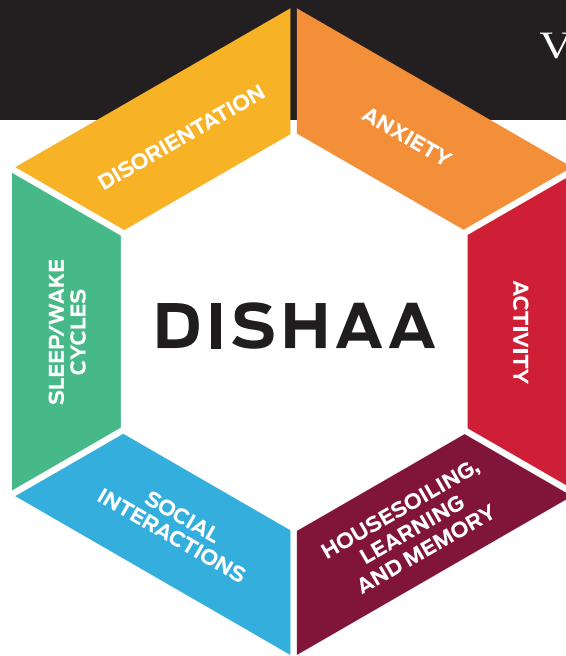 V
DISORIENTATION
ANXIETY
SLEEP/WAKE
CYCLES
DISHAA
ACTIVITY
SOCIAL
INTERACTIONS
HOUSESOILING,
LEARNING
AND MEMORY